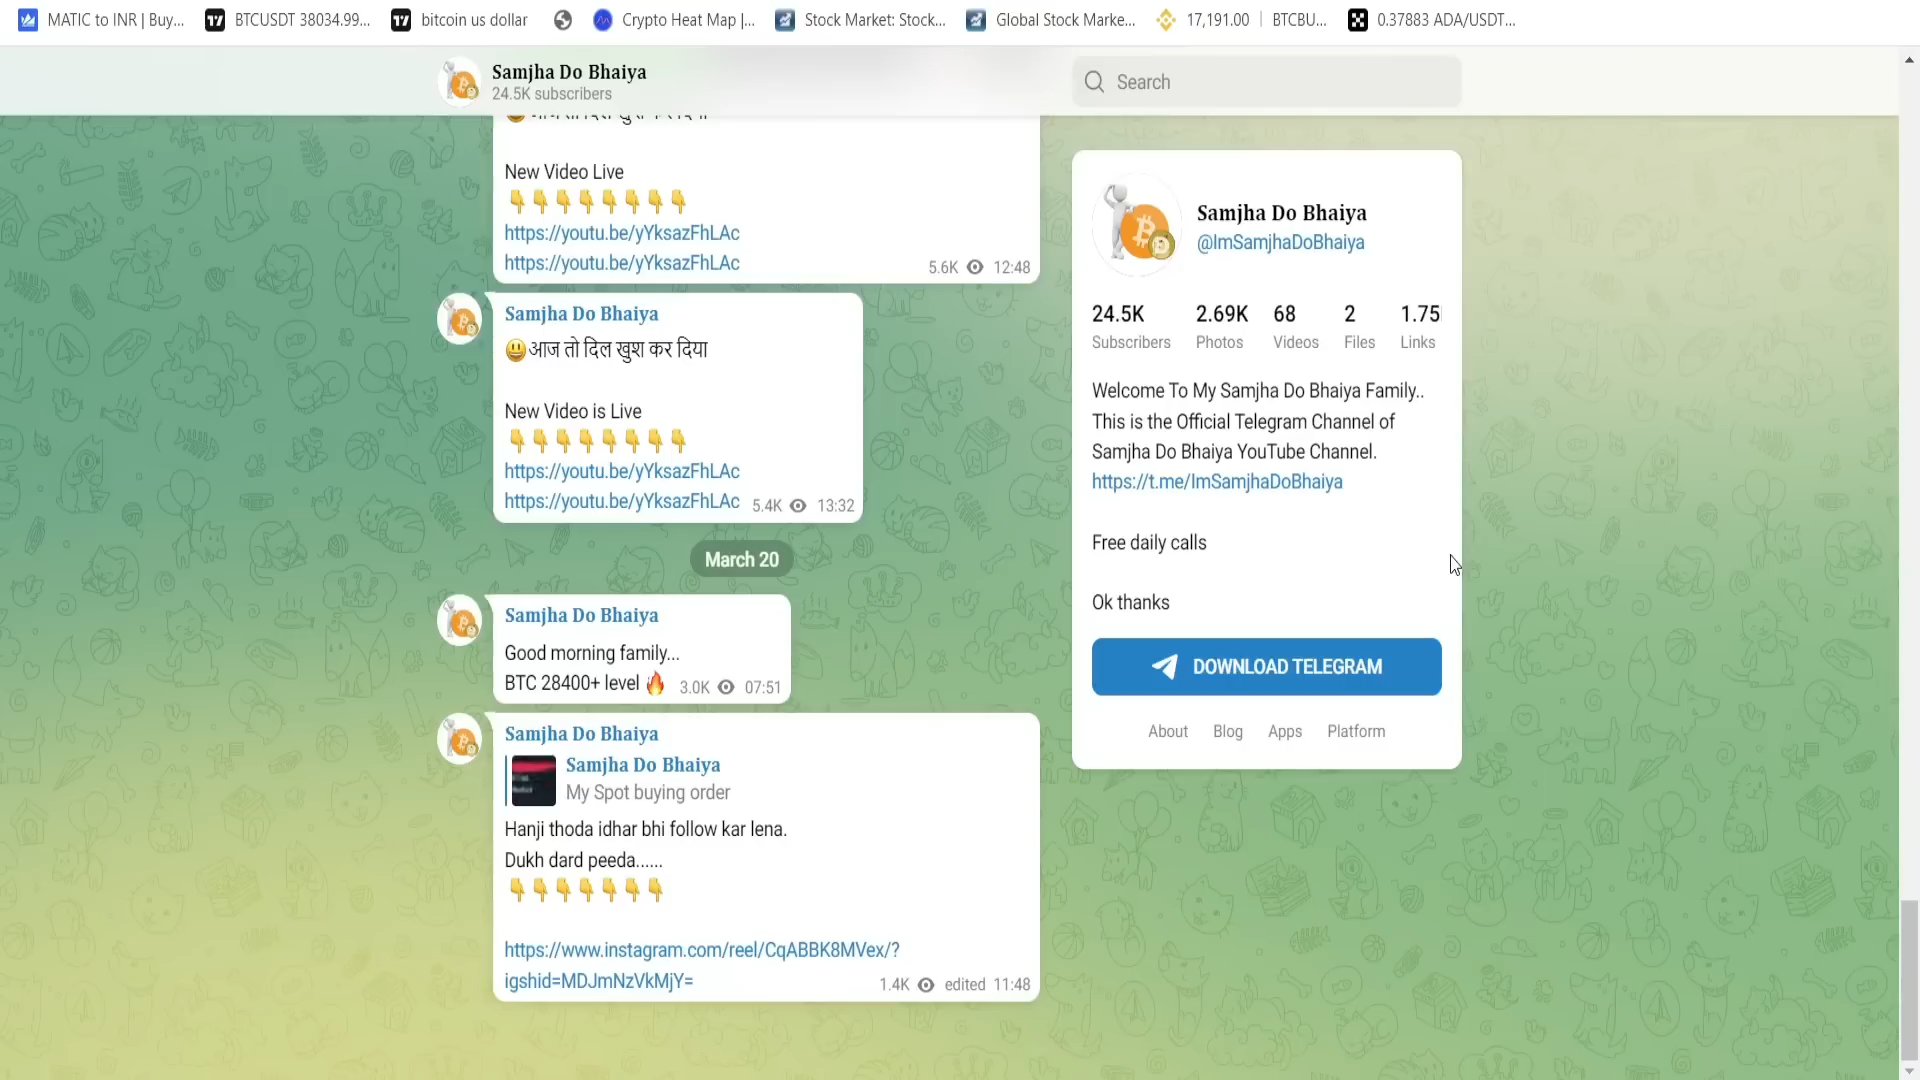 MATIC to INR | Buy...
BTCUSDT 38034.99...
bitcoin us dollar
Crypto Heat Map |...
Stock Market: Stock...
Global Stock Marke...
17,191.00 | BTCBU...
0.37883 ADA/USDT...
Samjha Do Bhaiya
24.5K subscribers
Search
😃आज तो दिल खुश कर दिया
New Video Live
👇👇👇👇👇👇👇👇
https://youtu.be/yYksazFhLAc
https://youtu.be/yYksazFhLAc
5.6K 12:48
Samjha Do Bhaiya
😃आज तो दिल खुश कर दिया
New Video is Live
👇👇👇👇👇👇👇👇
https://youtu.be/yYksazFhLAc
https://youtu.be/yYksazFhLAc 5.4K 13:32
March 20
Samjha Do Bhaiya
Good morning family...
BTC 28400+ level 🔥 3.0K 07:51
Samjha Do Bhaiya
Samjha Do Bhaiya
My Spot buying order
Hanji thoda idhar bhi follow kar lena.
Dukh dard peeda......
👇👇👇👇👇👇👇
https://www.instagram.com/reel/CqABBK8MVex/?
igshid=MDJmNzVkMjY= 1.4K edited 11:48
Samjha Do Bhaiya
@ImSamjhaDoBhaiya
24.5K 2.69K 68 2 1.75
Subscribers Photos Videos Files Links
Welcome To My Samjha Do Bhaiya Family..
This is the Official Telegram Channel of
Samjha Do Bhaiya YouTube Channel.
https://t.me/ImSamjhaDoBhaiya
Free daily calls
Ok thanks
DOWNLOAD TELEGRAM
About Blog Apps Platform